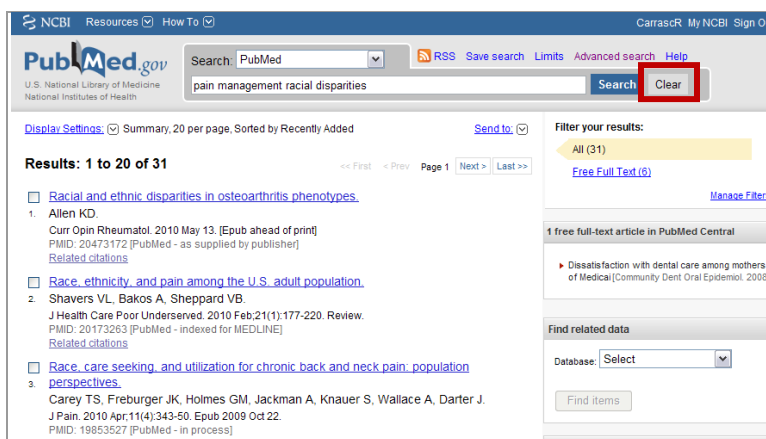 NCBI Resources How To CarrascR My NCBI Sign O
PubMed.gov
U.S. National Library of Medicine
National Institutes of Health
Search: PubMed
RSS Save search Limits Advanced search Help
pain management racial disparities
Search Clear
Display Settings: Summary, 20 per page, Sorted by Recently Added Send to:
Results: 1 to 20 of 31
<< First < Prev Page 1 Next > Last >>
Racial and ethnic disparities in osteoarthritis phenotypes.
1. Allen KD.
Curr Opin Rheumatol. 2010 May 13. [Epub ahead of print]
PMID: 20473172 [PubMed - as supplied by publisher]
Related citations
Race, ethnicity, and pain among the U.S. adult population.
2. Shavers VL, Bakos A, Sheppard VB.
J Health Care Poor Underserved. 2010 Feb;21(1):177-220. Review.
PMID: 20173263 [PubMed - indexed for MEDLINE]
Related citations
Race, care seeking, and utilization for chronic back and neck pain: population
3. perspectives.
Carey TS, Freburger JK, Holmes GM, Jackman A, Knauer S, Wallace A, Darter J.
J Pain. 2010 Apr;11(4):343-50. Epub 2009 Oct 22.
PMID: 19853527 [PubMed - in process]
Filter your results:
All (31)
Free Full Text (6)
Manage Filter
1 free full-text article in PubMed Central
Dissatisfaction with dental care among mothers
of Medicai [Community Dent Oral Epidemiol. 2008
Find related data
Database: Select
Find items